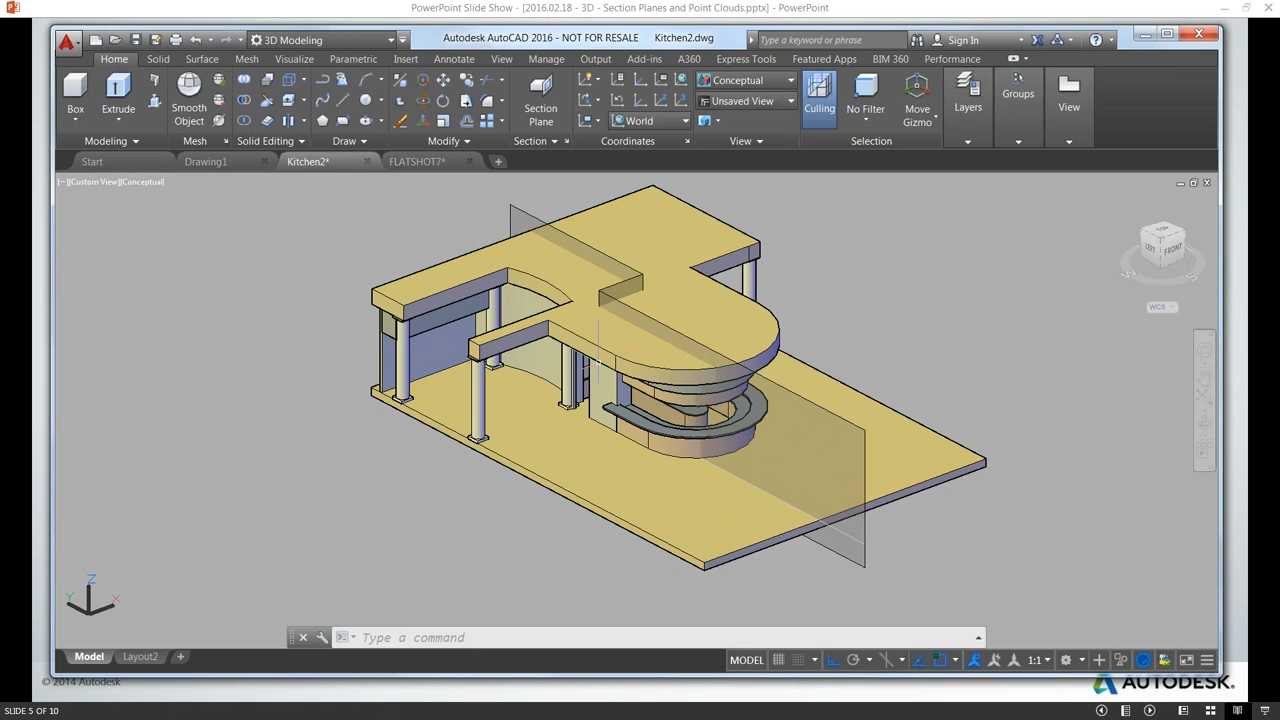 PowerPoint Slide Show - [2016.02.18 - 3D - Section Planes and Point Clouds.pptx] - PowerPoint
Autodesk AutoCAD 2016 - NOT FOR RESALE Kitchen2.dwg
3D Modeling
Type a keyword or phrase
Sign In
Home Solid Surface Mesh Visualize Parametric Insert Annotate View Manage Output Add-ins A360 Express Tools Featured Apps BIM 360 Performance
Box
Extrude
Smooth
Object
Section
Plane
Conceptual
Unsaved View
World
Culling
No Filter
Move
Gizmo
Layers
Groups
View
Modeling Mesh Solid Editing Draw Modify Section Coordinates View Selection
Start Drawing1 Kitchen2* FLATSHOT7*
[−][Custom View][Conceptual]
TOP
LEFT FRONT
W S
WCS
Z
Y X
Type a command
Model Layout2
MODEL 1:1
© 2014 Autodesk
AUTODESK.
SLIDE 5 OF 10